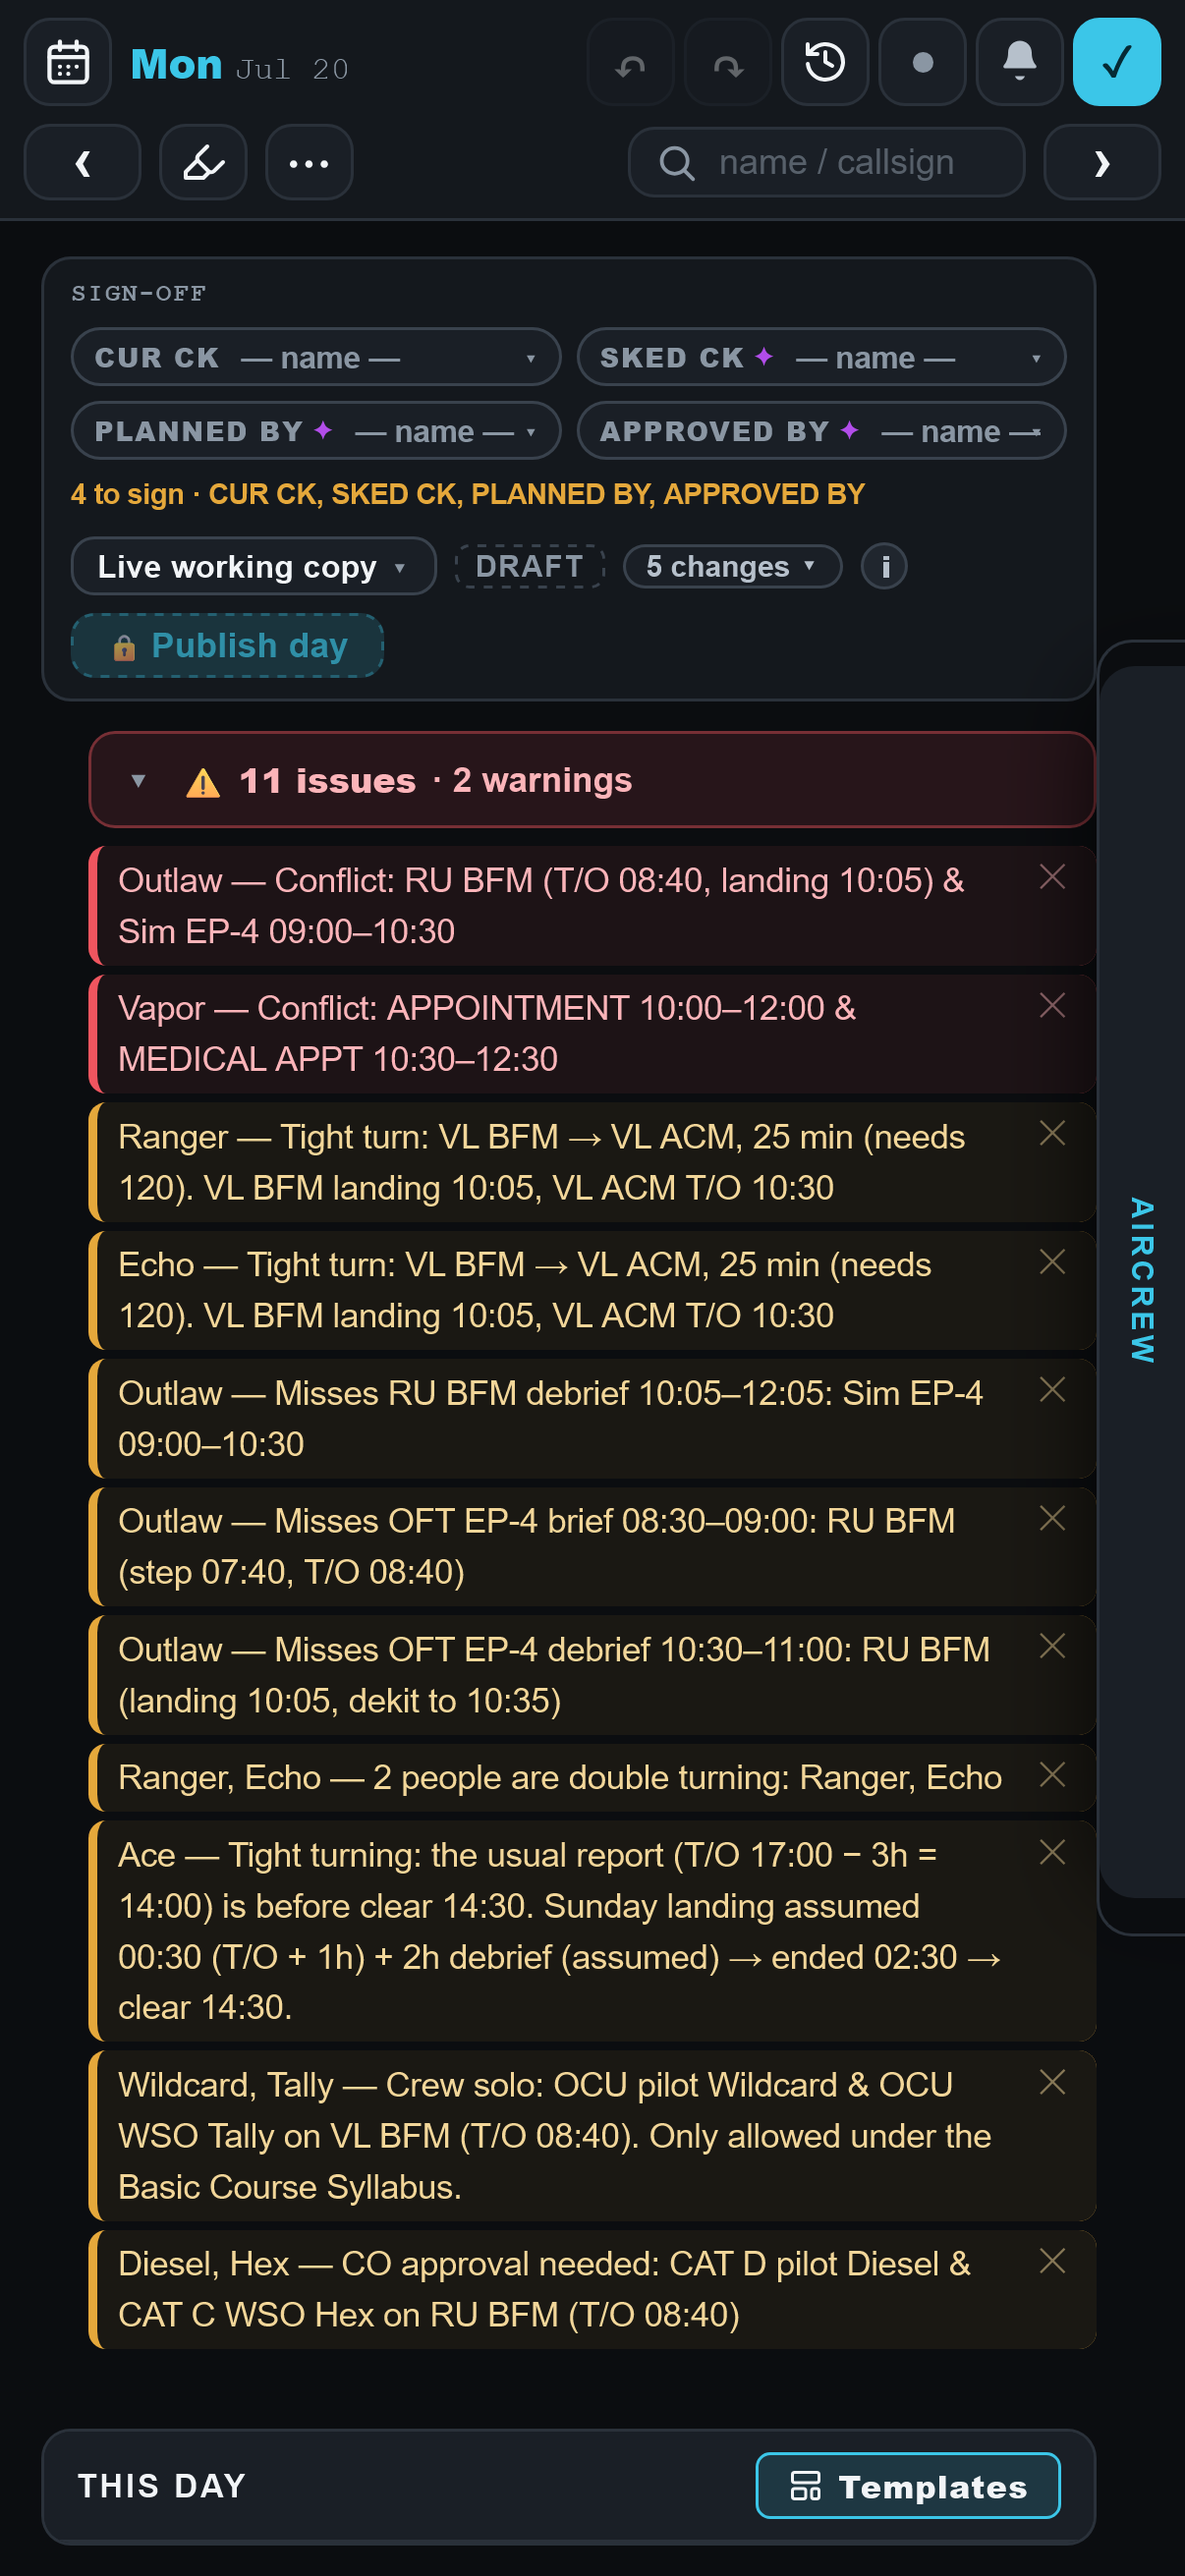 Mon Jul 20
name / callsign
SIGN-OFF
CUR CK — name —
SKED CK — name —
PLANNED BY — name —
APPROVED BY — name —
4 to sign · CUR CK, SKED CK, PLANNED BY, APPROVED BY
Live working copy
DRAFT
5 changes
i
Publish day
11 issues · 2 warnings
Outlaw — Conflict: RU BFM (T/O 08:40, landing 10:05) &
Sim EP-4 09:00–10:30
Vapor — Conflict: APPOINTMENT 10:00–12:00 &
MEDICAL APPT 10:30–12:30
Ranger — Tight turn: VL BFM → VL ACM, 25 min (needs
120). VL BFM landing 10:05, VL ACM T/O 10:30
Echo — Tight turn: VL BFM → VL ACM, 25 min (needs
120). VL BFM landing 10:05, VL ACM T/O 10:30
Outlaw — Misses RU BFM debrief 10:05–12:05: Sim EP-4
09:00–10:30
Outlaw — Misses OFT EP-4 brief 08:30–09:00: RU BFM
(step 07:40, T/O 08:40)
Outlaw — Misses OFT EP-4 debrief 10:30–11:00: RU BFM
(landing 10:05, dekit to 10:35)
Ranger, Echo — 2 people are double turning: Ranger, Echo
Ace — Tight turning: the usual report (T/O 17:00 − 3h =
14:00) is before clear 14:30. Sunday landing assumed
00:30 (T/O + 1h) + 2h debrief (assumed) → ended 02:30 →
clear 14:30.
Wildcard, Tally — Crew solo: OCU pilot Wildcard & OCU
WSO Tally on VL BFM (T/O 08:40). Only allowed under the
Basic Course Syllabus.
Diesel, Hex — CO approval needed: CAT D pilot Diesel &
CAT C WSO Hex on RU BFM (T/O 08:40)
AIRCREW
THIS DAY
Templates